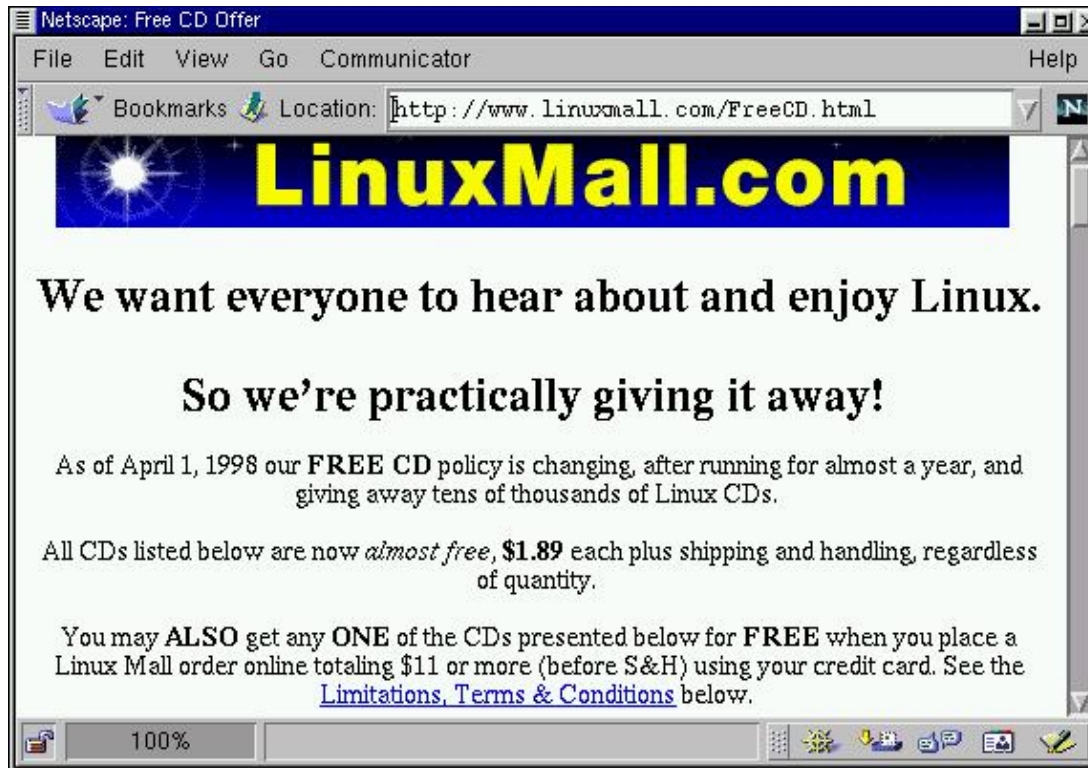 Netscape: Free CD Offer
File Edit View Go Communicator Help
Bookmarks Location: http://www.linuxmall.com/FreeCD.html N
LinuxMall.com
We want everyone to hear about and enjoy Linux.
So we're practically giving it away!
As of April 1, 1998 our FREE CD policy is changing, after running for almost a year, and
giving away tens of thousands of Linux CDs.
All CDs listed below are now almost free, $1.89 each plus shipping and handling, regardless
of quantity.
You may ALSO get any ONE of the CDs presented below for FREE when you place a
Linux Mall order online totaling $11 or more (before S&H) using your credit card. See the
Limitations, Terms & Conditions below.
100%